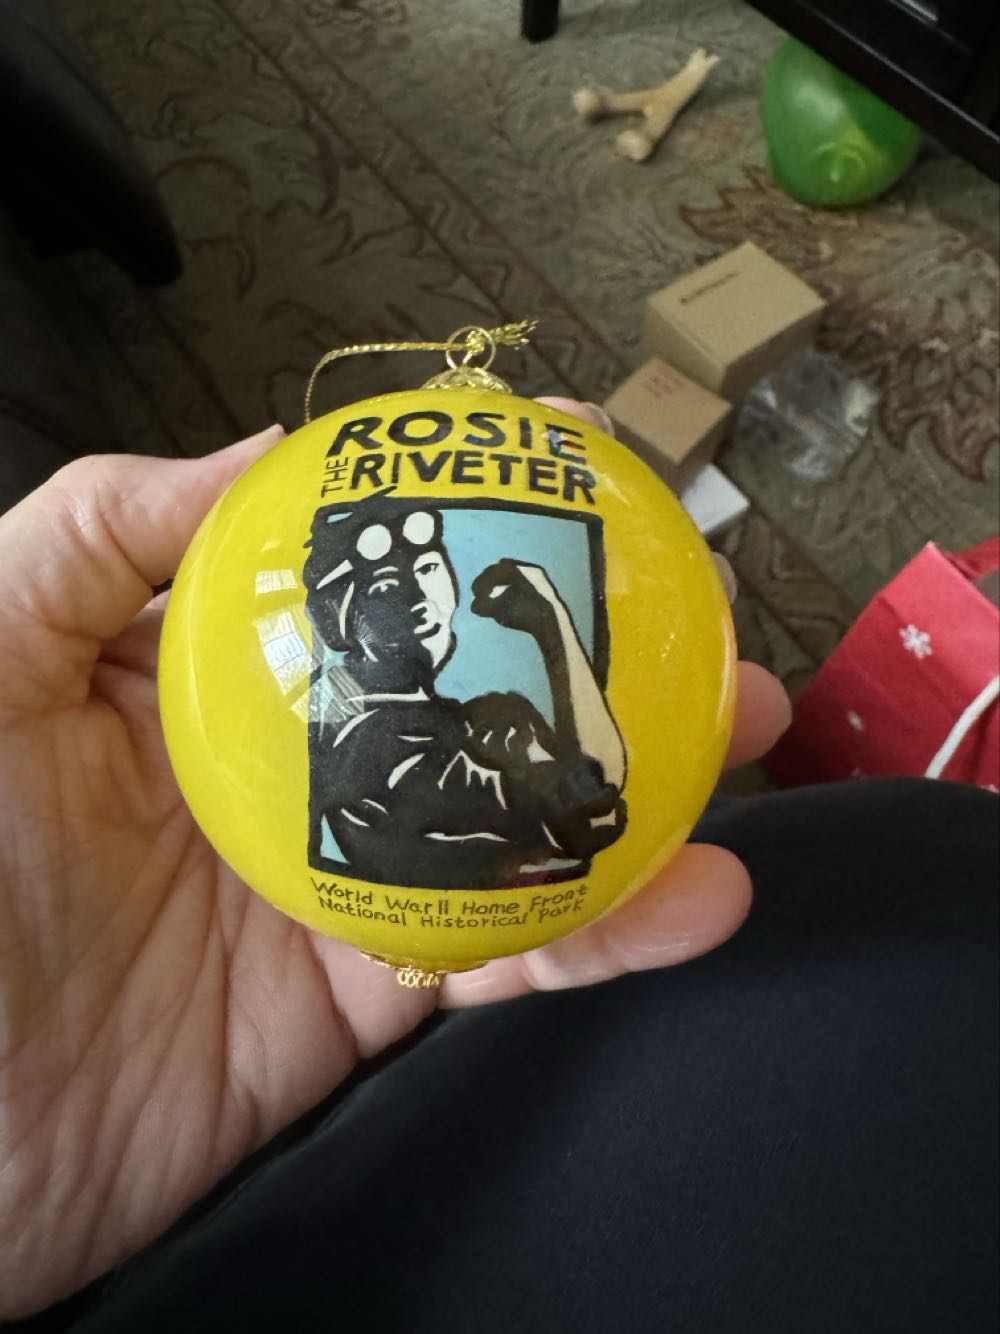 ROSIE
THE RIVETER
World War II Home Front
National Historical Park